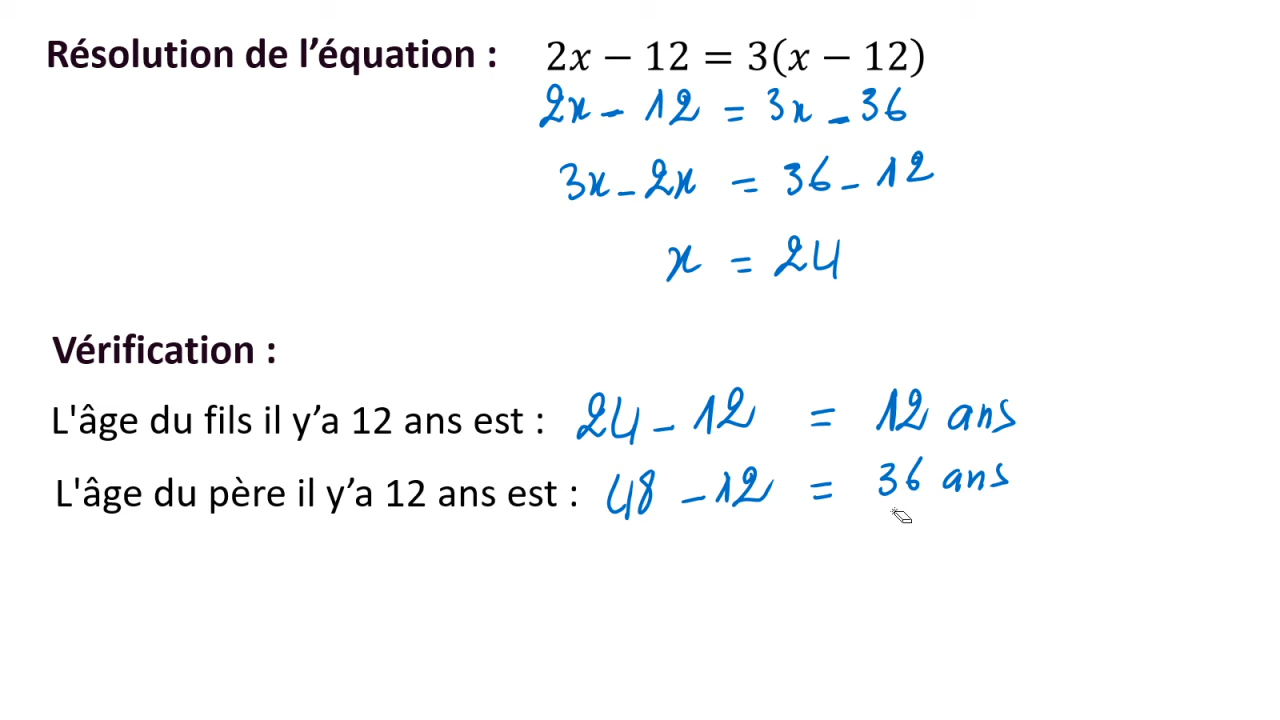 Résolution de l'équation : 2x − 12 = 3(x − 12)
2x - 12 = 3x - 36
3x - 2x = 36 - 12
x = 24
Vérification :
L'âge du fils il y’a 12 ans est : 24 - 12 = 12 ans
L'âge du père il y’a 12 ans est : 48 - 12 = 36 ans